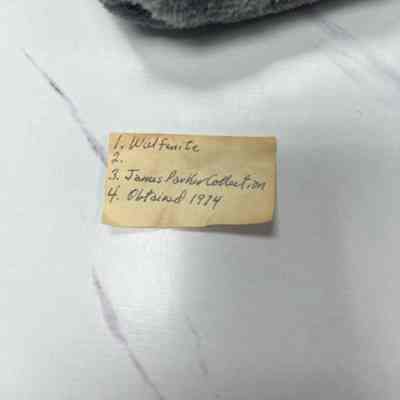 1. Wulfenite
2.
3. James Parker Collection
4. Obtained 1974